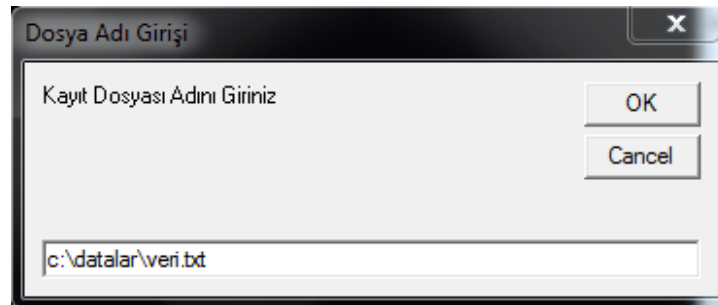 Dosya Adı Girişi
Kayıt Dosyası Adını Giriniz
OK
Cancel
c:\datalar\veri.txt